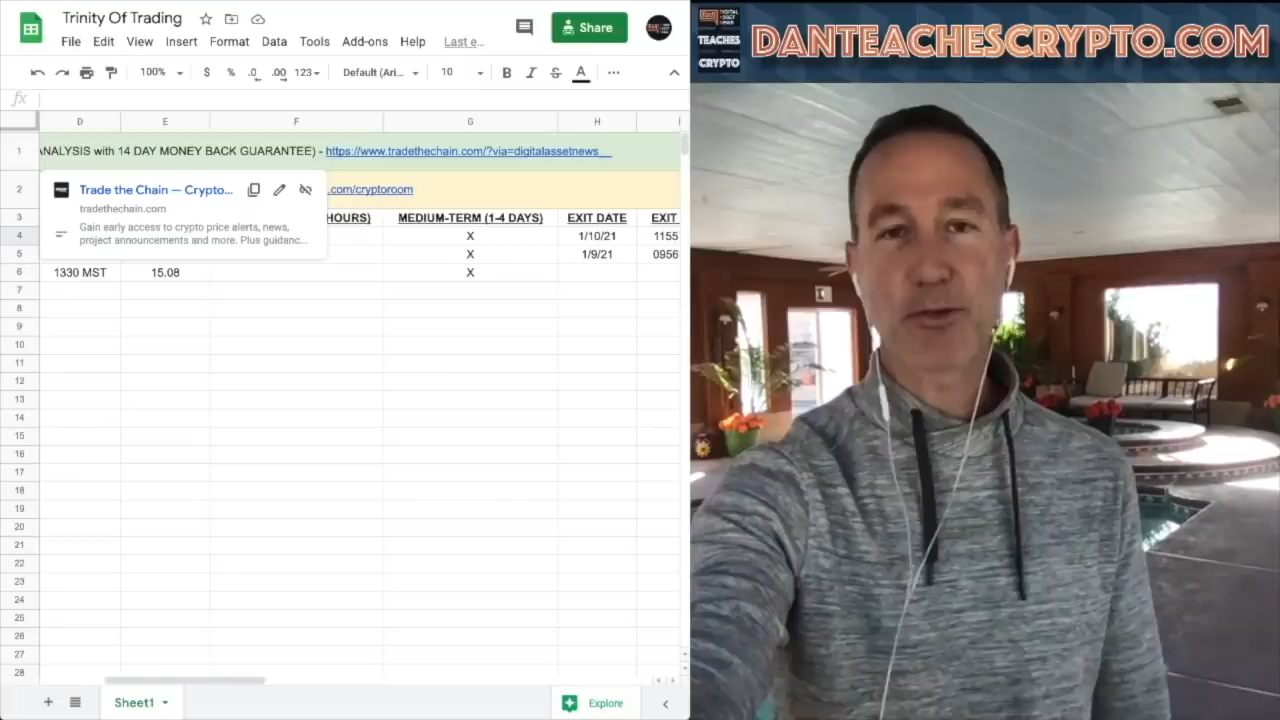 Trinity Of Trading
File Edit View Insert Format Data Tools Add-ons Help Last e...
Share
100% $ % .0 .00 123 Default (Ari... 10 B I S A
fx
D E F G H
1 ANALYSIS with 14 DAY MONEY BACK GUARANTEE) - https://www.tradethechain.com/?via=digitalassetnews
2 .com/cryptoroom
Trade the Chain — Crypto...
tradethechain.com
Gain early access to crypto price alerts, news,
project announcements and more. Plus guidanc...
3 HOURS) MEDIUM-TERM (1-4 DAYS) EXIT DATE EXIT
4 X 1/10/21 1155
5 X 1/9/21 0956
6 1330 MST 15.08 X
7
8
9
10
11
12
13
14
15
16
17
18
19
20
21
22
23
24
25
26
27
28
Sheet1
Explore
TEACHES
CRYPTO
DANTEACHESCRYPTO.COM